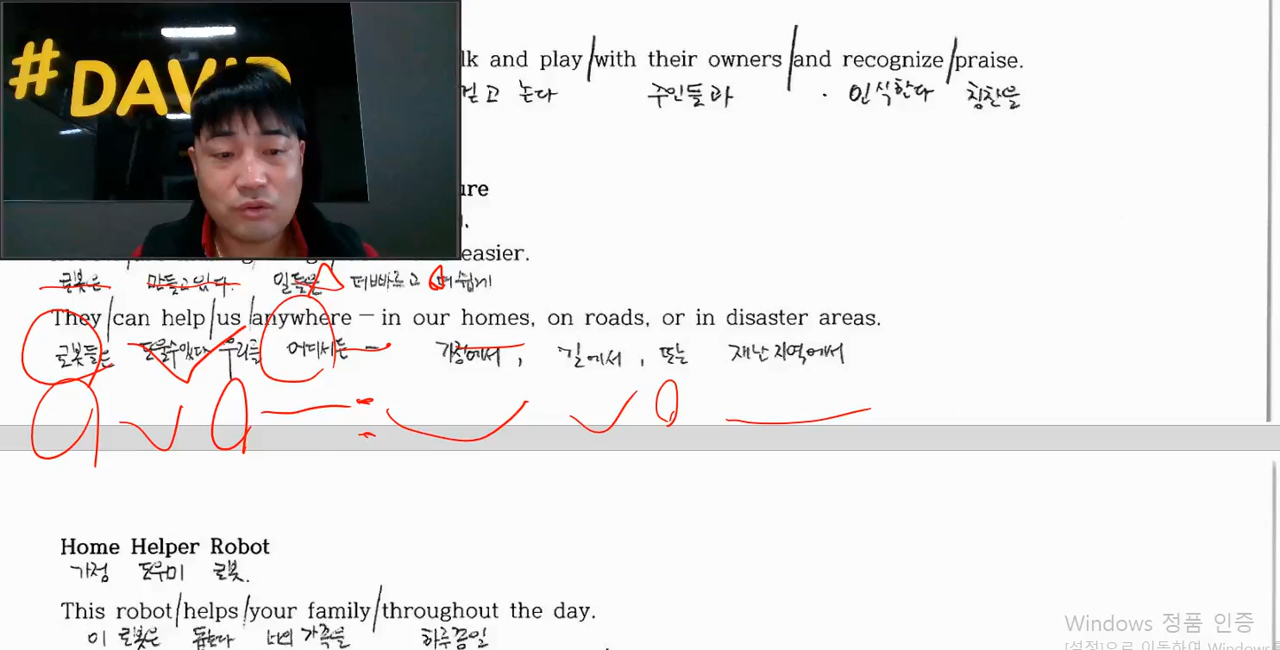 #DAVID
lk and play/with their owners/and recognize/praise.
걷고 논다 주인들과 . 인식한다 칭찬을
ure
easier.
로봇은 만들고 있다. 일들을 더 빠르고 더 쉽게
They/can help/us/anywhere – in our homes, on roads, or in disaster areas.
로봇들은 도울수있다 우리를 어디서든 – 가정에서, 길에서, 또는 재난 지역에서
Home Helper Robot
가정 도우미 로봇.
This robot/helps/your family/throughout the day.
이 로봇은 돕는다 너의 가족을 하루종일
Windows 정품 인증